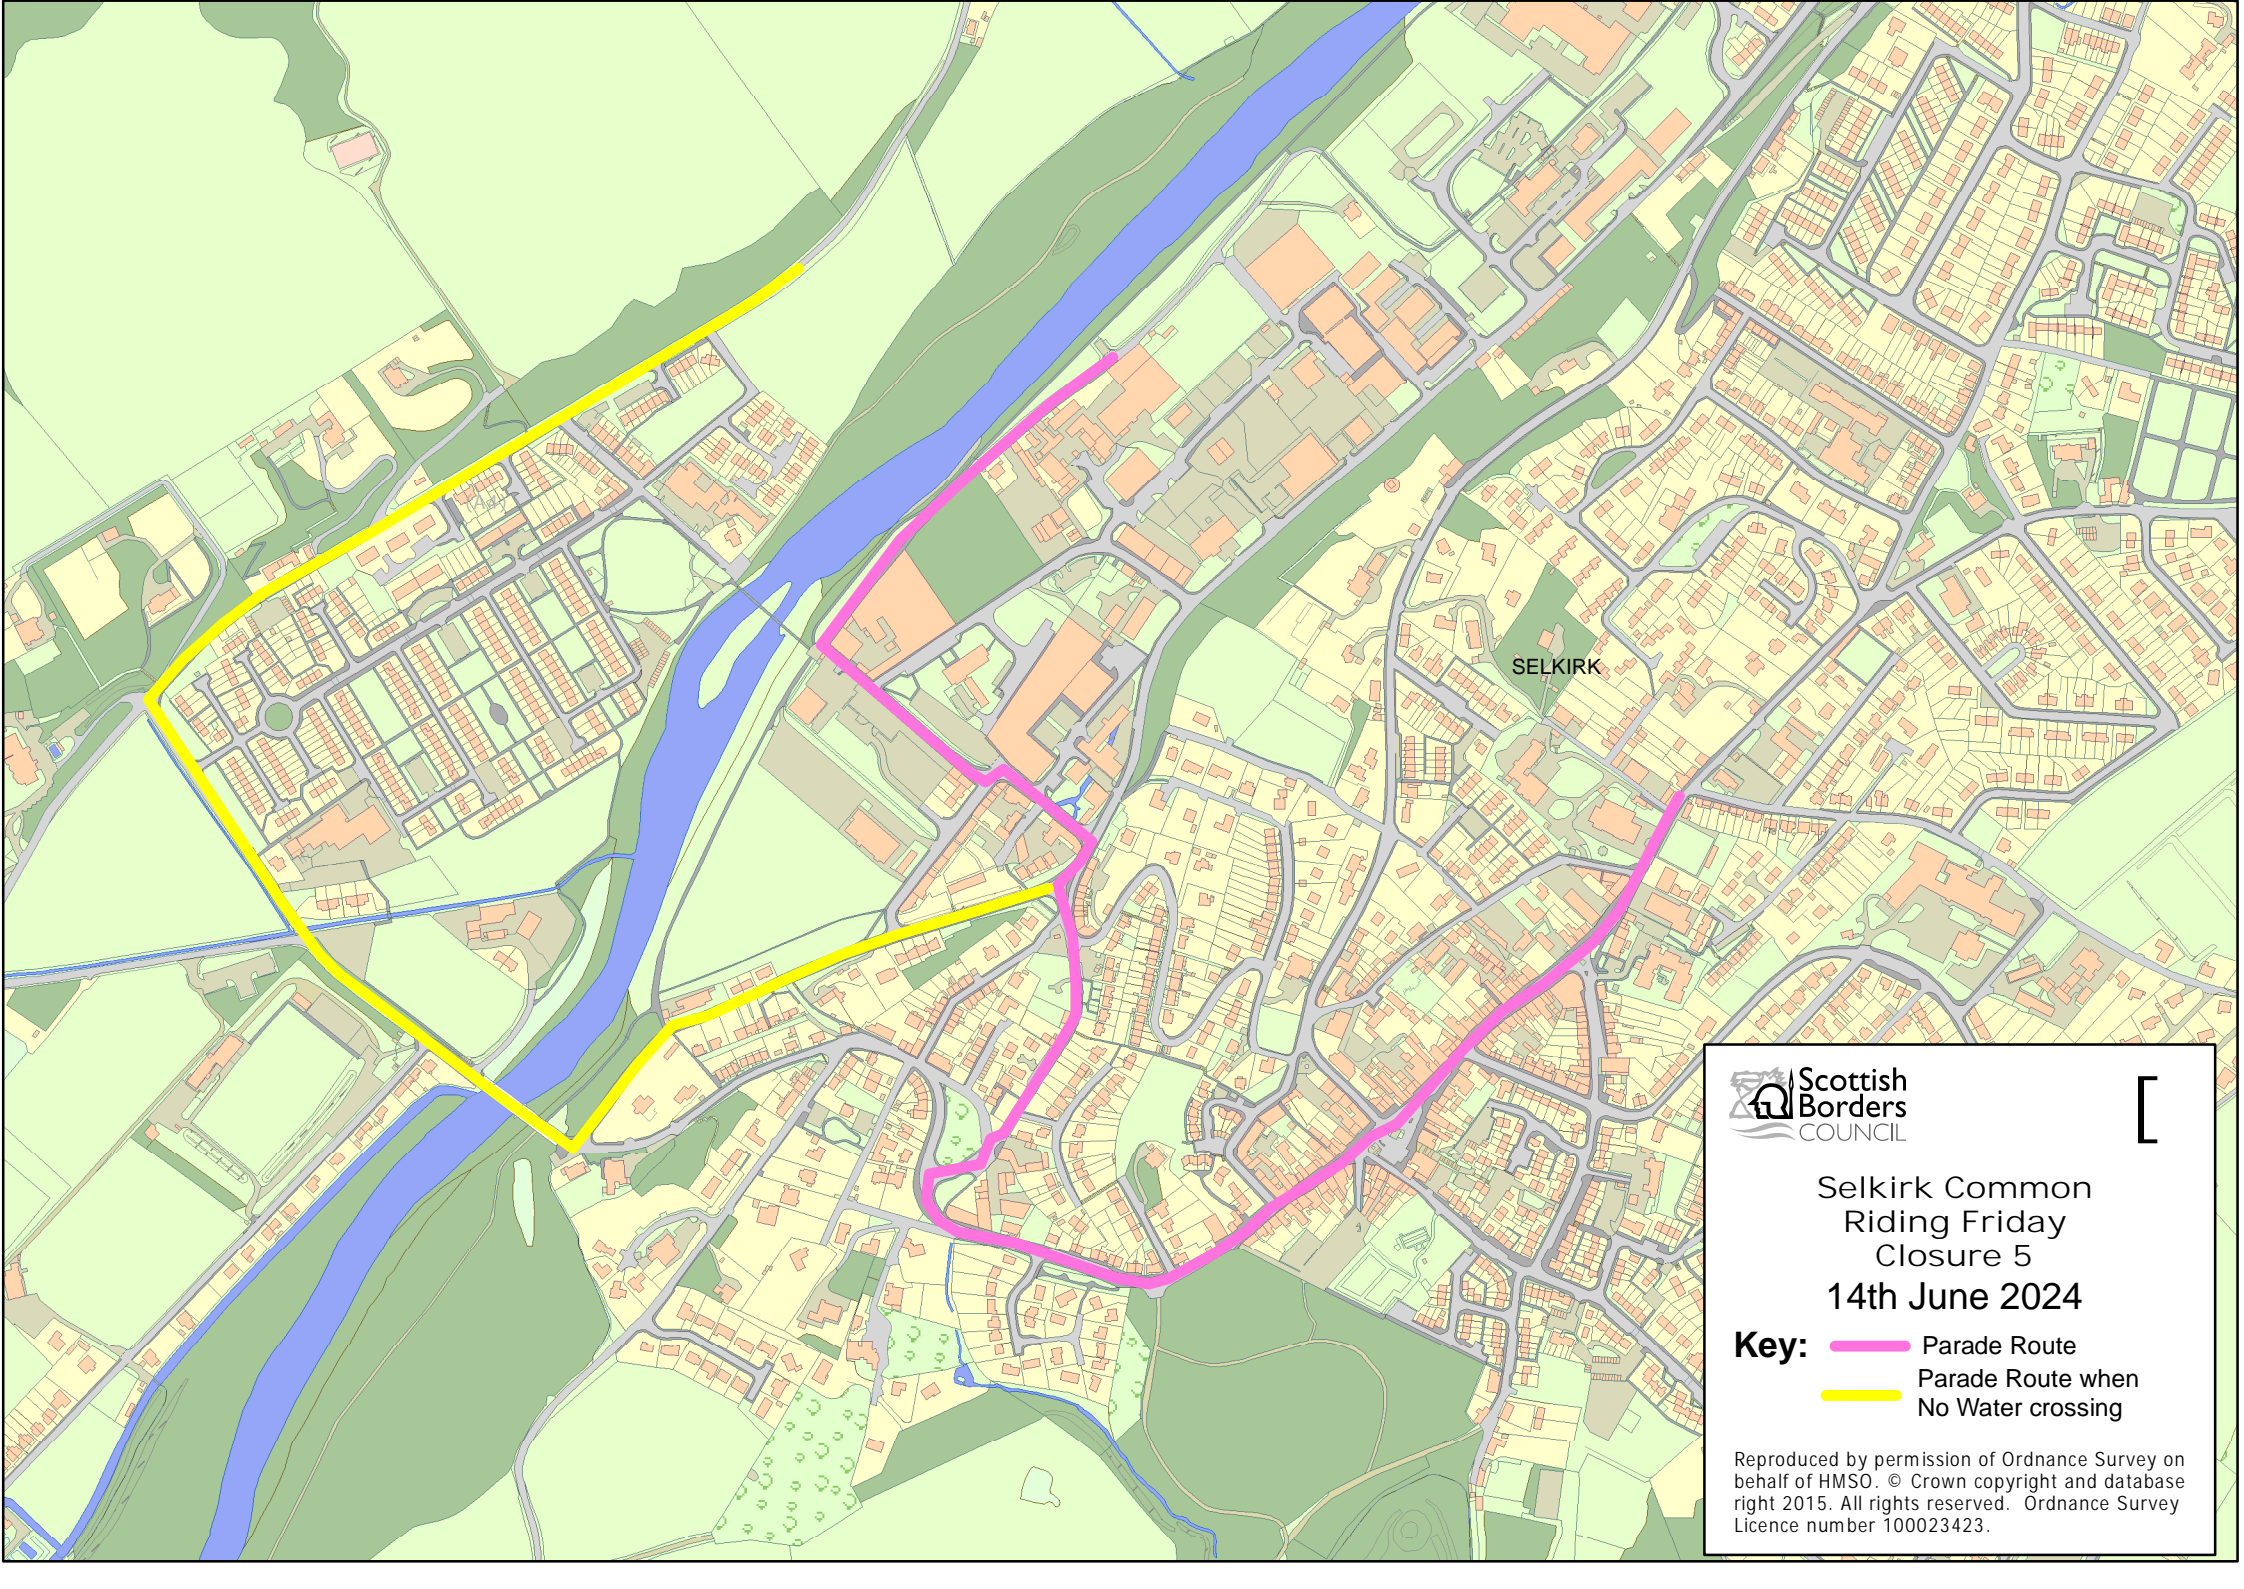 (Air)
SELKIRK
Scottish
Borders
COUNCIL
[
Selkirk Common
Riding Friday
Closure 5
14th June 2024
Key:
Parade Route
Parade Route when
No Water crossing
Reproduced by permission of Ordnance Survey on
behalf of HMSO. © Crown copyright and database
right 2015. All rights reserved. Ordnance Survey
Licence number 100023423.